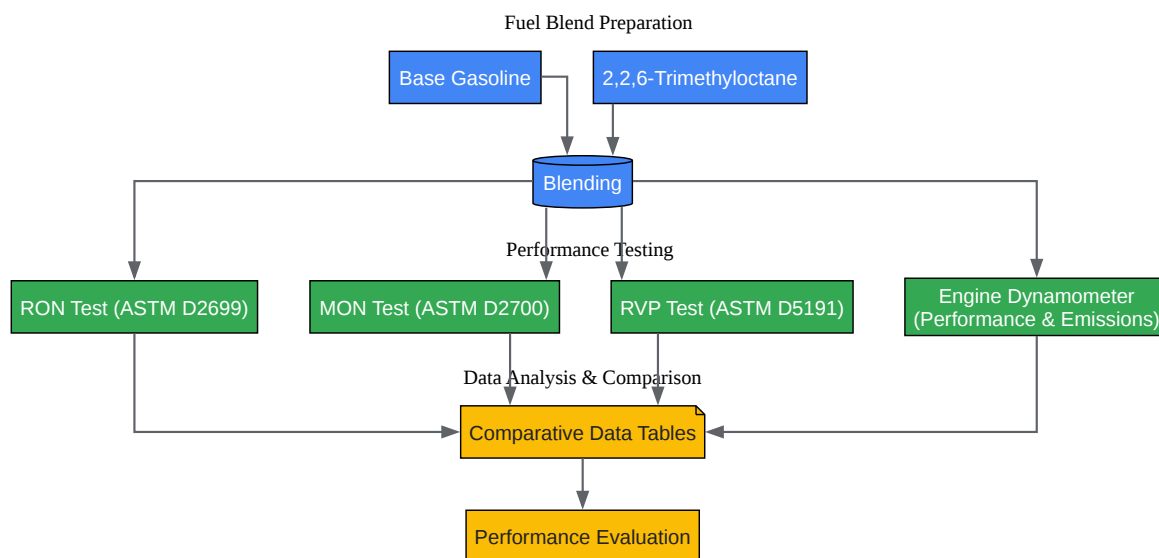 Fuel Blend Preparation
Base Gasoline
2,2,6-Trimethyloctane
Blending
Performance Testing
RON Test (ASTM D2699)
MON Test (ASTM D2700)
RVP Test (ASTM D5191)
Engine Dynamometer
(Performance & Emissions)
Data Analysis & Comparison
Comparative Data Tables
Performance Evaluation